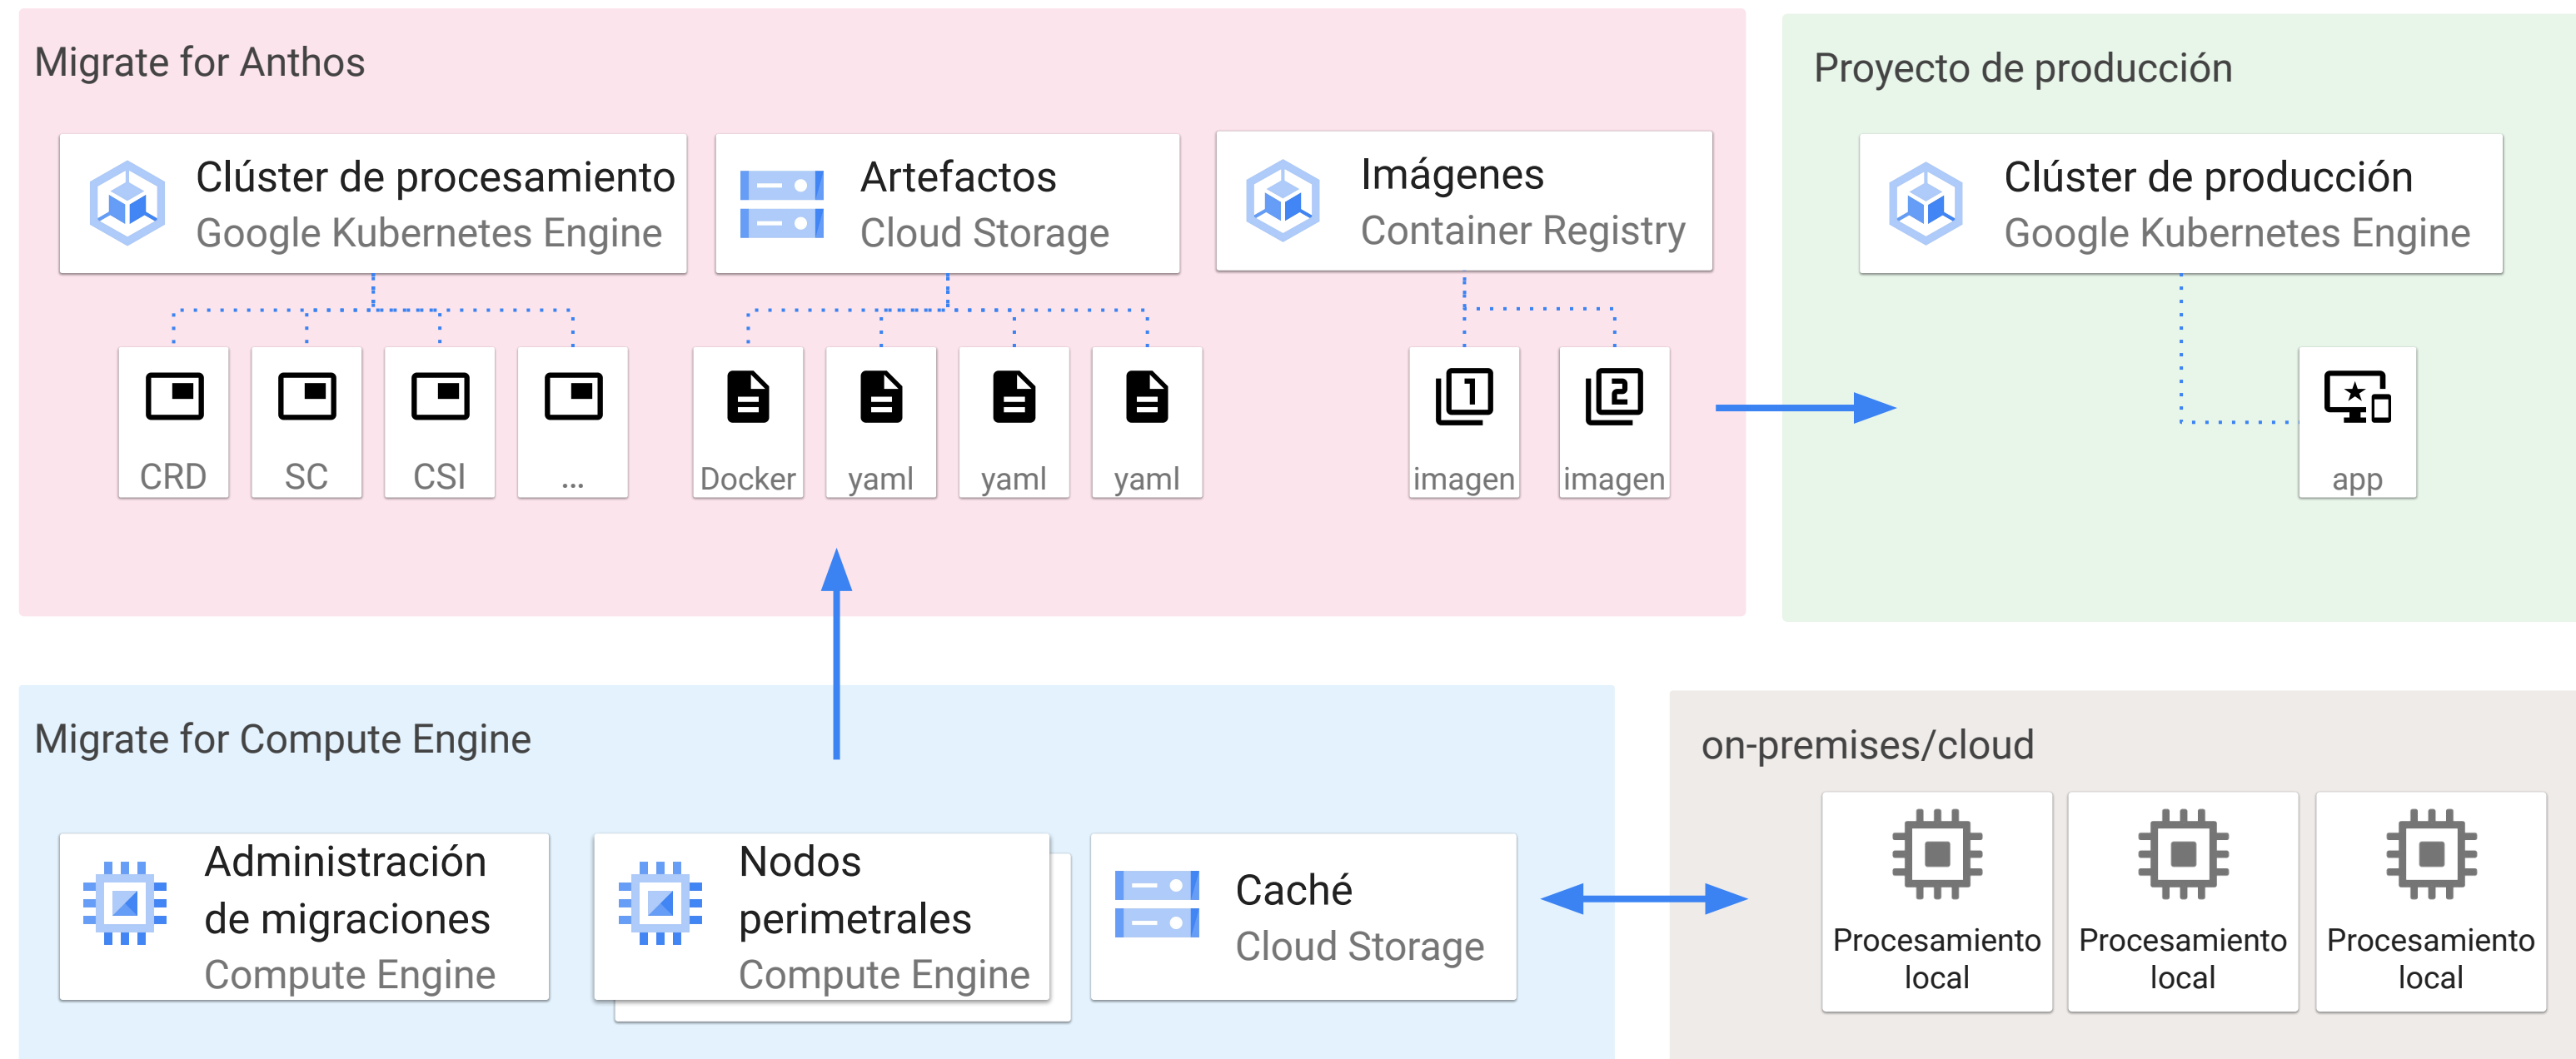 Migrate for Anthos
Clúster de procesamiento
Google Kubernetes Engine
Artefactos
Cloud Storage
Imágenes
Container Registry
CRD
SC
CSI
...
Docker
yaml
yaml
yaml
1
imagen
2
imagen
Proyecto de producción
Clúster de producción
Google Kubernetes Engine
app
Migrate for Compute Engine
Administración
de migraciones
Compute Engine
Nodos
perimetrales
Compute Engine
Caché
Cloud Storage
on-premises/cloud
Procesamiento
local
Procesamiento
local
Procesamiento
local